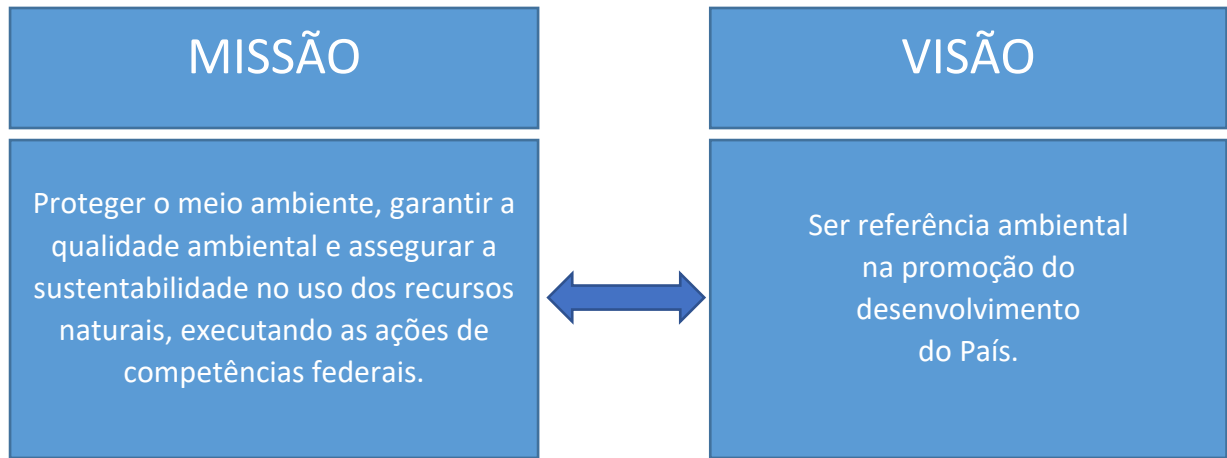 MISSÃO
Proteger o meio ambiente, garantir a
qualidade ambiental e assegurar a
sustentabilidade no uso dos recursos
naturais, executando as ações de
competências federais.
VISÃO
Ser referência ambiental
na promoção do
desenvolvimento
do País.